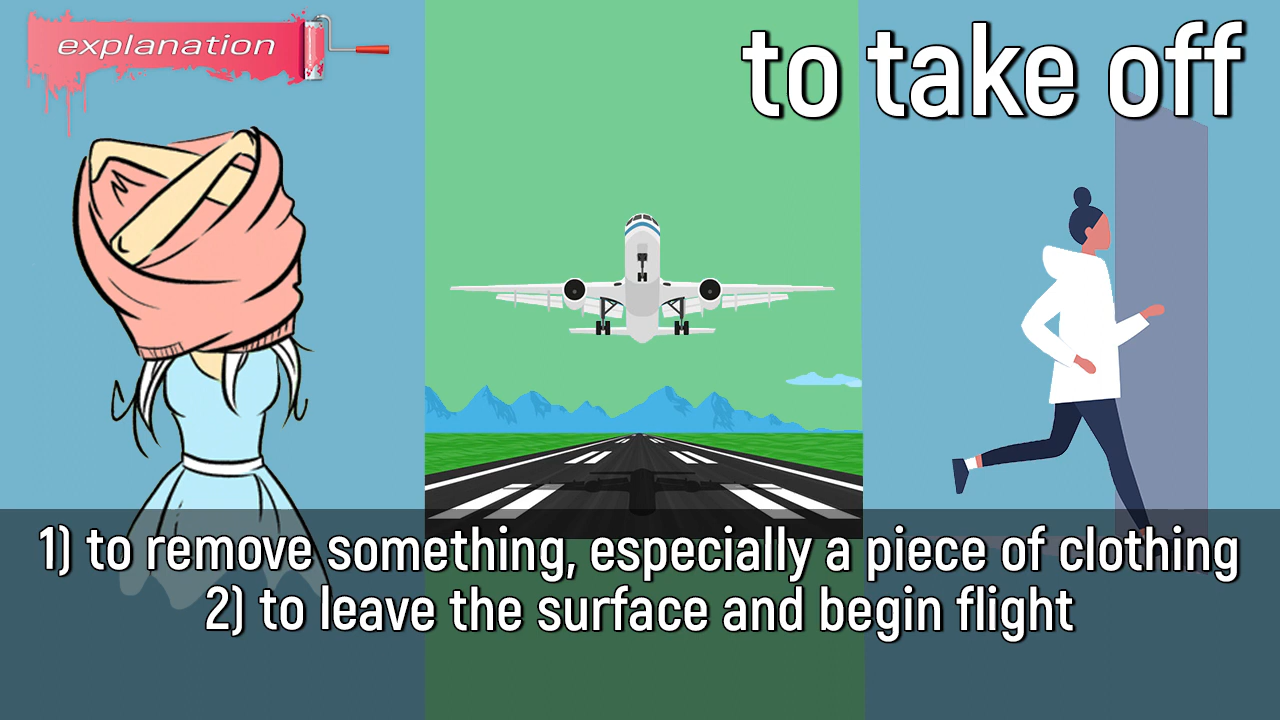 explanation
to take off
1) to remove something, especially a piece of clothing
2) to leave the surface and begin flight